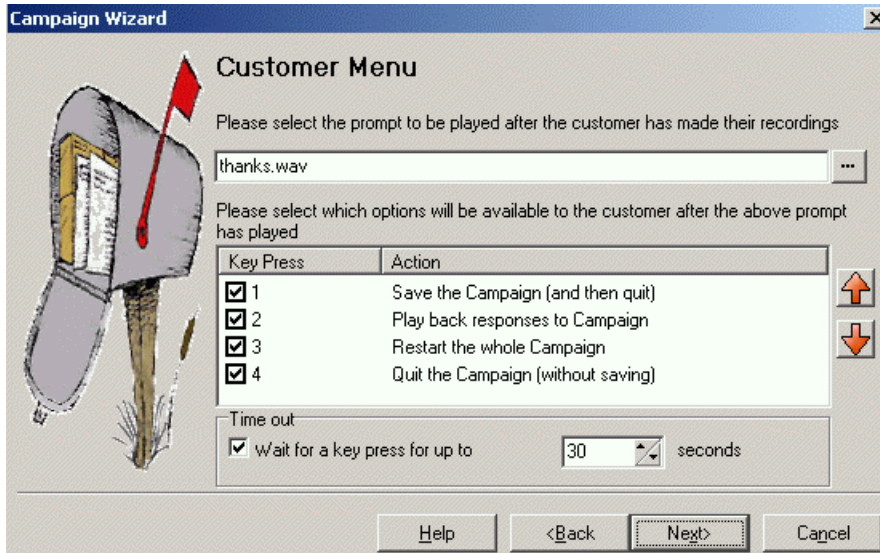 Campaign Wizard
Customer Menu
Please select the prompt to be played after the customer has made their recordings
thanks.wav
...
Please select which options will be available to the customer after the above prompt
has played
Key Press Action
1 Save the Campaign (and then quit)
2 Play back responses to Campaign
3 Restart the whole Campaign
4 Quit the Campaign (without saving)
Time out
Wait for a key press for up to 30 seconds
Help <Back Next> Cancel